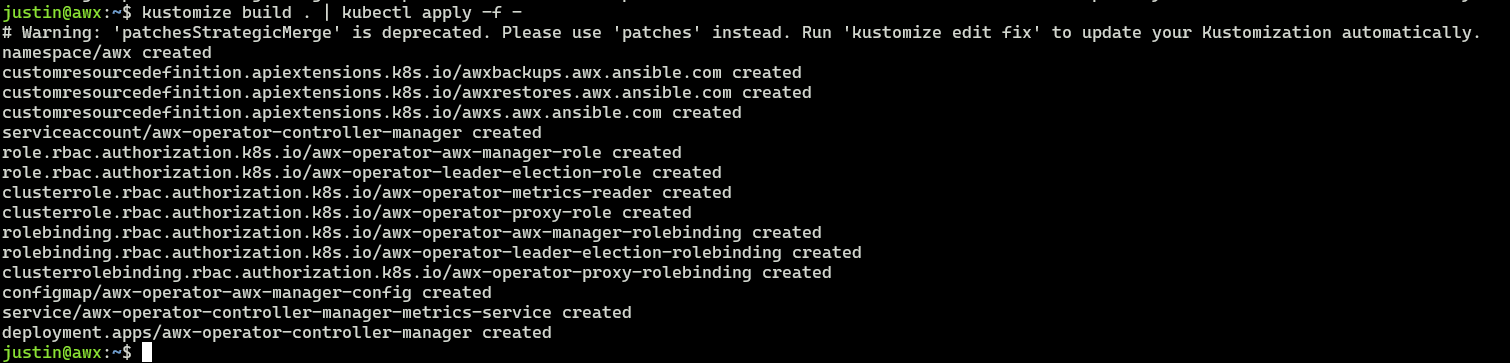 justin@awx:~$ kustomize build . | kubectl apply -f -
# Warning: 'patchesStrategicMerge' is deprecated. Please use 'patches' instead. Run 'kustomize edit fix' to update your Kustomization automatically.
namespace/awx created
customresourcedefinition.apiextensions.k8s.io/awxbackups.awx.ansible.com created
customresourcedefinition.apiextensions.k8s.io/awxrestores.awx.ansible.com created
customresourcedefinition.apiextensions.k8s.io/awxs.awx.ansible.com created
serviceaccount/awx-operator-controller-manager created
role.rbac.authorization.k8s.io/awx-operator-awx-manager-role created
role.rbac.authorization.k8s.io/awx-operator-leader-election-role created
clusterrole.rbac.authorization.k8s.io/awx-operator-metrics-reader created
clusterrole.rbac.authorization.k8s.io/awx-operator-proxy-role created
rolebinding.rbac.authorization.k8s.io/awx-operator-awx-manager-rolebinding created
rolebinding.rbac.authorization.k8s.io/awx-operator-leader-election-rolebinding created
clusterrolebinding.rbac.authorization.k8s.io/awx-operator-proxy-rolebinding created
configmap/awx-operator-awx-manager-config created
service/awx-operator-controller-manager-metrics-service created
deployment.apps/awx-operator-controller-manager created
justin@awx:~$